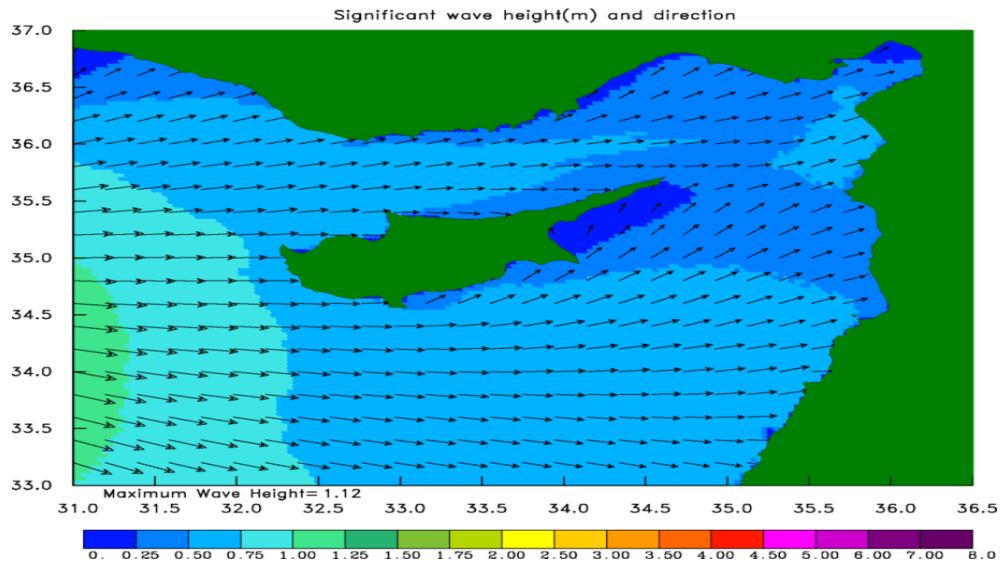 Significant wave height(m) and direction
37.0
36.5
36.0
35.5
35.0
34.5
34.0
33.5
33.0
Maximum Wave Height= 1.12
31.0 31.5 32.0 32.5 33.0 33.5 34.0 34.5 35.0 35.5 36.0 36.5
0. 0.25 0.50 0.75 1.00 1.25 1.50 1.75 2.00 2.50 3.00 3.50 4.00 4.50 5.00 6.00 7.00 8.0